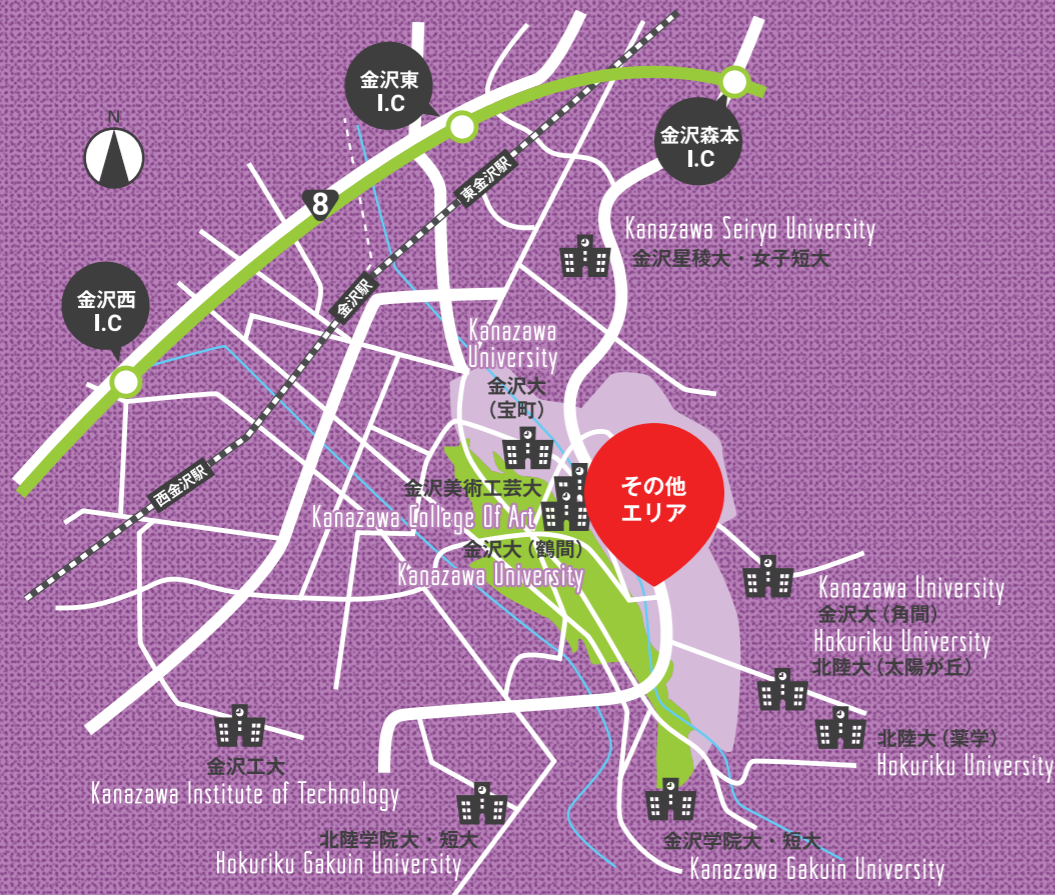 金沢東
I.C
金沢森本
I.C
N
東金沢駅
8
Kanazawa Seiryo University
金沢星稜大・女子短大
金沢西
I.C
金沢駅
Kanazawa
University
金沢大
（宝町）
西金沢駅
金沢美術工芸大
その他
エリア
Kanazawa College Of Art
金沢大（鶴間）
Kanazawa University
Kanazawa University
金沢大（角間）
Hokuriku University
北陸大（太陽が丘）
北陸大（薬学）
Hokuriku University
金沢工大
Kanazawa Institute of Technology
北陸学院大・短大
Hokuriku Gakuin University
金沢学院大・短大
Kanazawa Gakuin University